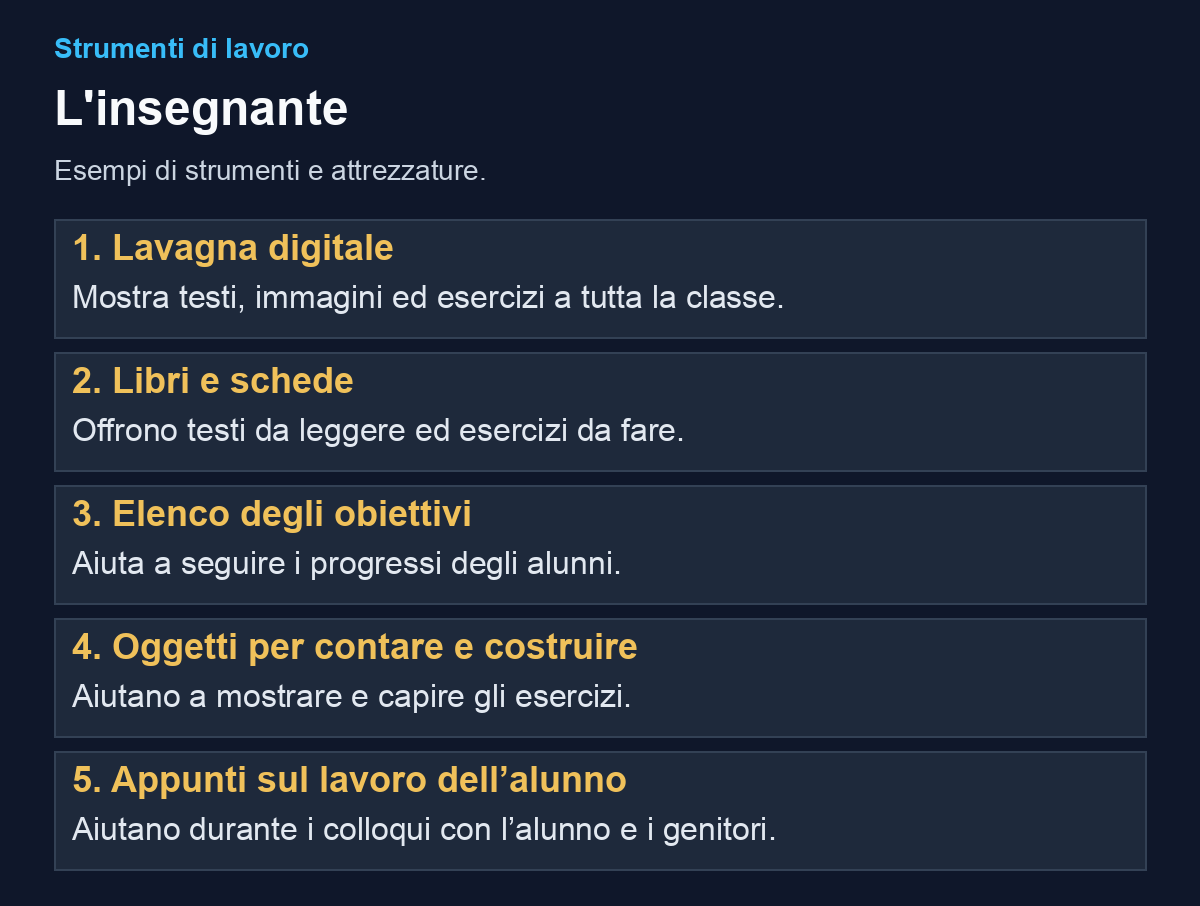 Strumenti di lavoro
L'insegnante
Esempi di strumenti e attrezzature.
1. Lavagna digitale
Mostra testi, immagini ed esercizi a tutta la classe.
2. Libri e schede
Offrono testi da leggere ed esercizi da fare.
3. Elenco degli obiettivi
Aiuta a seguire i progressi degli alunni.
4. Oggetti per contare e costruire
Aiutano a mostrare e capire gli esercizi.
5. Appunti sul lavoro dell’alunno
Aiutano durante i colloqui con l’alunno e i genitori.